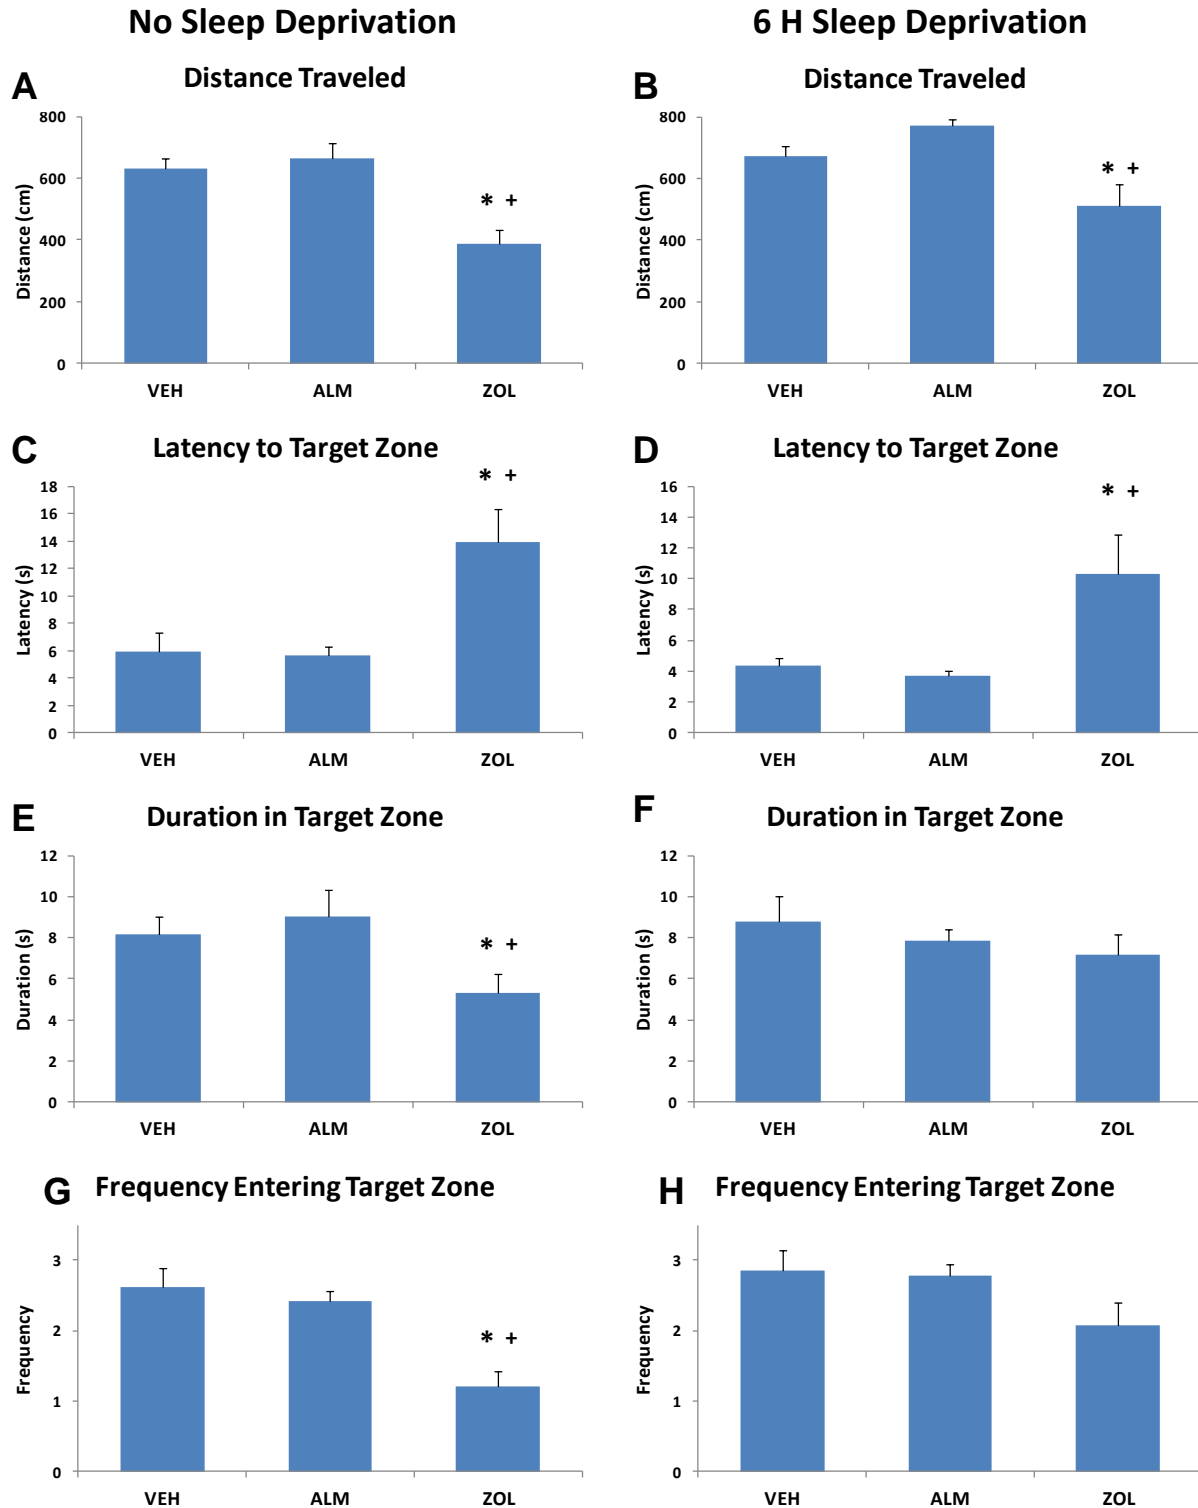 No Sleep Deprivation
6 H Sleep Deprivation
A
Distance Traveled
Distance (cm)
800
600
400
200
0
* +
VEH ALM ZOL
B
Distance Traveled
Distance (cm)
800
600
400
200
0
* +
VEH ALM ZOL
C
Latency to Target Zone
Latency (s)
18
16
14
12
10
8
6
4
2
0
* +
VEH ALM ZOL
D
Latency to Target Zone
Latency (s)
16
14
12
10
8
6
4
2
0
* +
VEH ALM ZOL
E
Duration in Target Zone
Duration (s)
12
10
8
6
4
2
0
* +
VEH ALM ZOL
F
Duration in Target Zone
Duration (s)
12
10
8
6
4
2
0
VEH ALM ZOL
G
Frequency Entering Target Zone
Frequency
3
2
1
0
* +
VEH ALM ZOL
H
Frequency Entering Target Zone
Frequency
3
2
1
0
VEH ALM ZOL